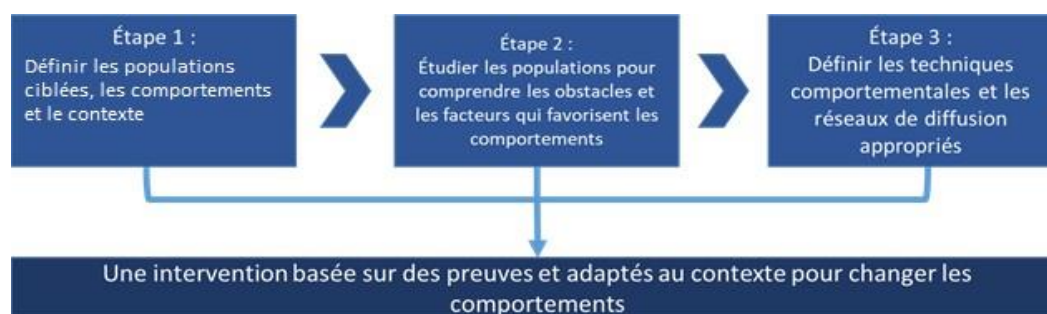 Étape 1 :
Définir les populations
ciblées, les comportements
et le contexte
Étape 2 :
Étudier les populations pour
comprendre les obstacles et
les facteurs qui favorisent les
comportements
Étape 3 :
Définir les techniques
comportementales et les
réseaux de diffusion
appropriés
Une intervention basée sur des preuves et adaptés au contexte pour changer les
comportements